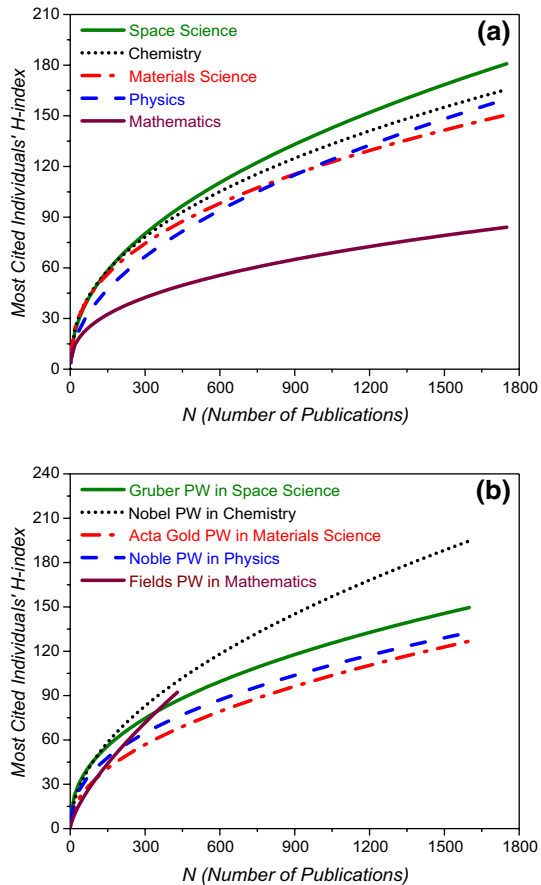 (a)
Space Science
Chemistry
Materials Science
Physics
Mathematics
Most Cited Individuals' H-index
210
180
150
120
90
60
30
0
0 300 600 900 1200 1500 1800
N (Number of Publications)
(b)
Gruber PW in Space Science
Nobel PW in Chemistry
Acta Gold PW in Materials Science
Noble PW in Physics
Fields PW in Mathematics
Most Cited Individuals' H-index
240
210
180
150
120
90
60
30
0
0 300 600 900 1200 1500 1800
N (Number of Publications)